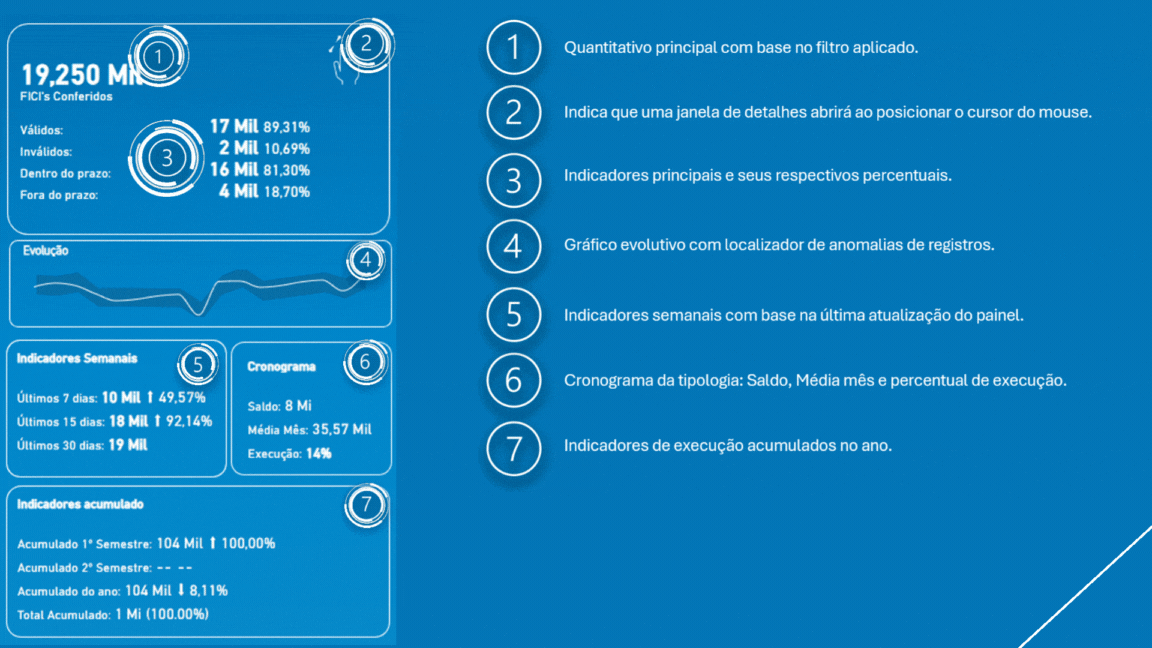 1
2
19,250 Mil
FICI's Conferidos
3
Válidos: 17 Mil 89,31%
Inválidos: 2 Mil 10,69%
Dentro do prazo: 16 Mil 81,30%
Fora do prazo: 4 Mil 18,70%
Evolução
4
Indicadores Semanais
5
Últimos 7 dias: 10 Mil ⬆ 49,57%
Últimos 15 dias: 18 Mil ⬆ 92,14%
Últimos 30 dias: 19 Mil
Cronograma
6
Saldo: 8 Mi
Média Mês: 35,57 Mil
Execução: 14%
Indicadores acumulado
7
Acumulado 1º Semestre: 104 Mil ⬆ 100,00%
Acumulado 2º Semestre: -- --
Acumulado do ano: 104 Mil ⬇ 8,11%
Total Acumulado: 1 Mi (100.00%)
1 Quantitativo principal com base no filtro aplicado.
2 Indica que uma janela de detalhes abrirá ao posicionar o cursor do mouse.
3 Indicadores principais e seus respectivos percentuais.
4 Gráfico evolutivo com localizador de anomalias de registros.
5 Indicadores semanais com base na última atualização do painel.
6 Cronograma da tipologia: Saldo, Média mês e percentual de execução.
7 Indicadores de execução acumulados no ano.